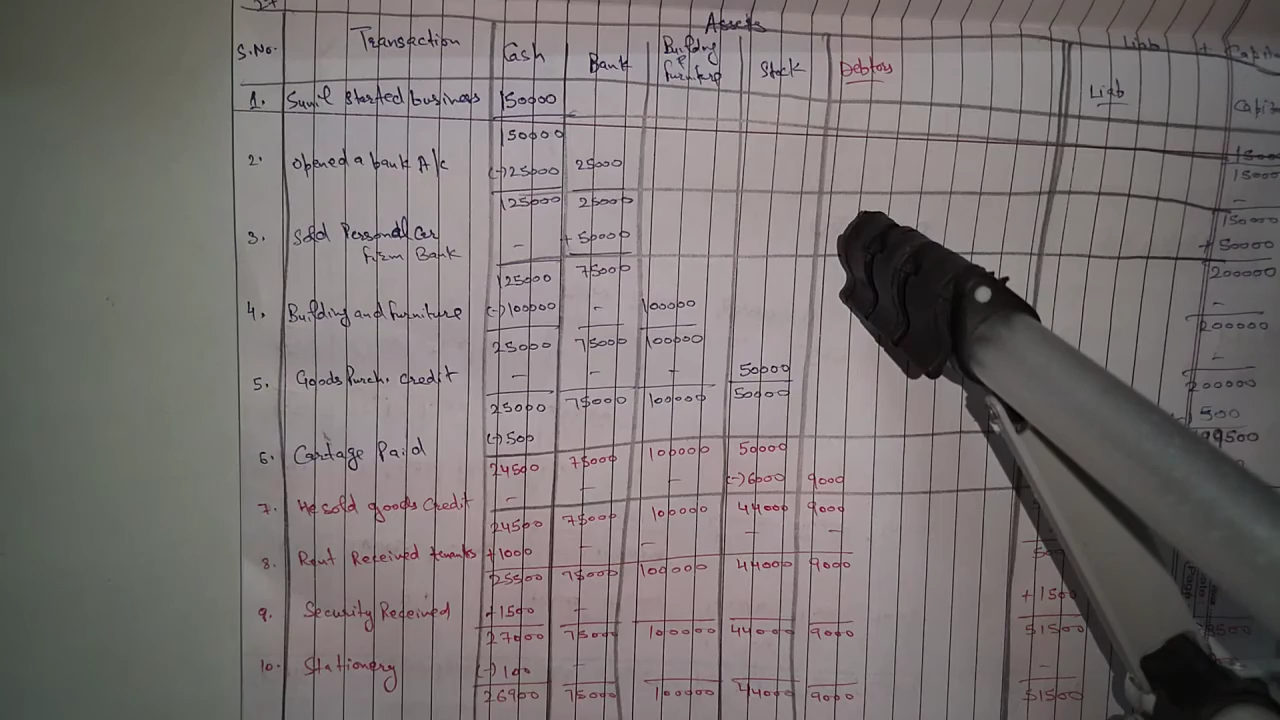 Assets
S.No. Transaction Cash Bank Building & furniture Stock Debtors Liab
1. Sunil started business 150000
150000
2. Opened a bank A/c (-)25000 25000
125000 25000
3. Sold Personal Car - +50000 +50000
Firm Bank
125000 75000 200000
4. Building and furniture (-)100000 - 100000 -
25000 75000 100000 200000
5. Goods Purch. credit - - - 50000 -
25000 75000 100000 50000 200000
(-)500 500
6. Cartage Paid 24500 75000 100000 50000
- - - (-)6000 9000
7. He sold goods credit 24500 75000 100000 44000 9000
8. Rent Received tenants +1000 - - - -
25500 75000 100000 44000 9000
9. Security Received +1500 - +1500
27000 75000 100000 44000 9000 51500
10. Stationery (-)100 - -
26900 75000 100000 44000 9000 51500